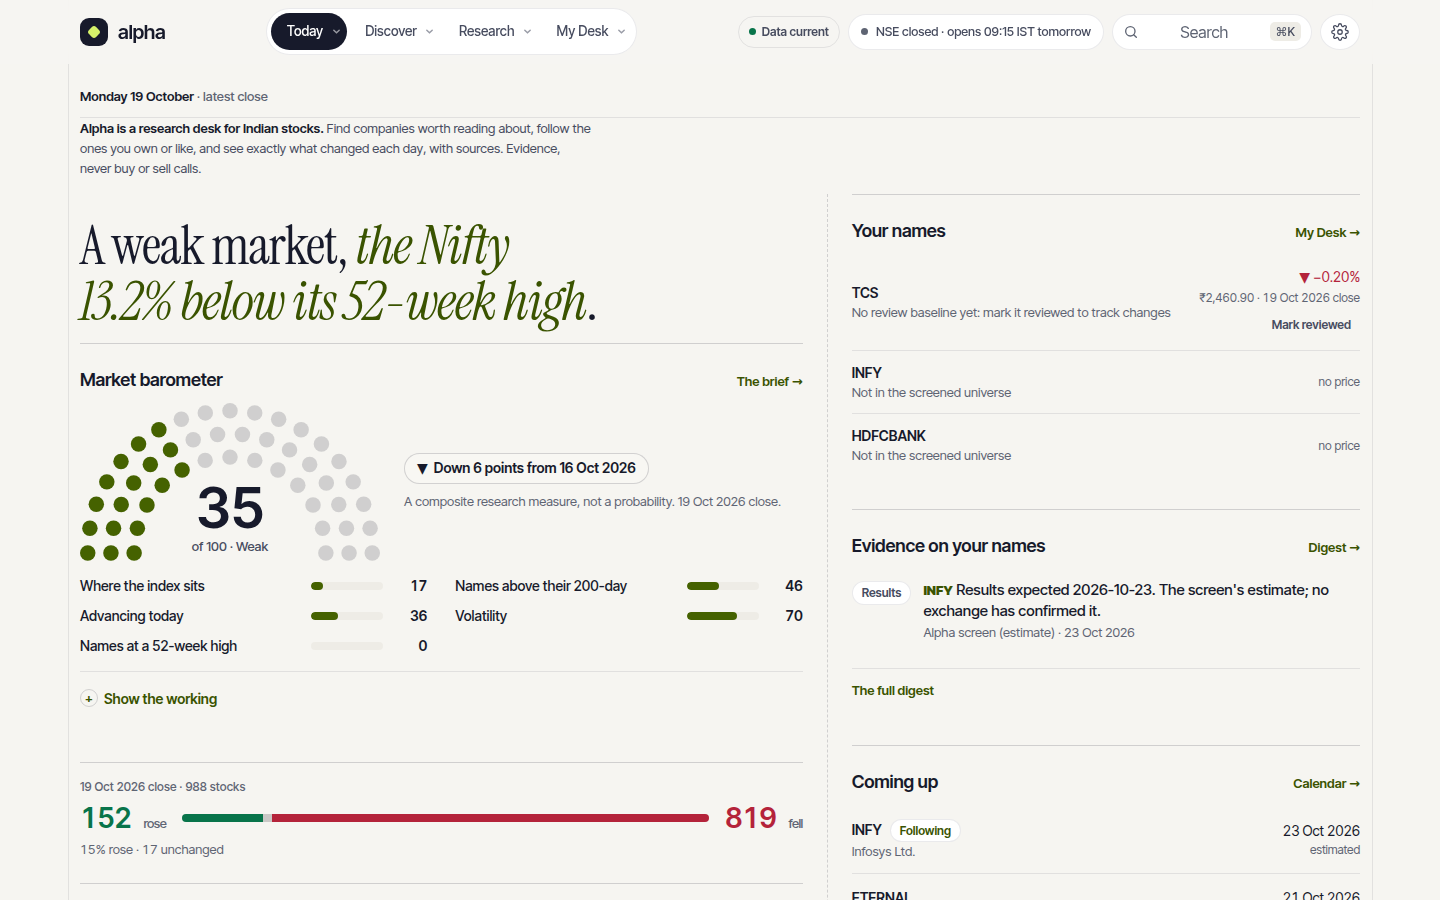 alpha
Today
Discover
Research
My Desk
Data current
NSE closed · opens 09:15 IST tomorrow
Search
⌘K
Monday 19 October · latest close
Alpha is a research desk for Indian stocks. Find companies worth reading about, follow the
ones you own or like, and see exactly what changed each day, with sources. Evidence,
never buy or sell calls.
A weak market, the Nifty
13.2% below its 52-week high.
Market barometer
The brief →
35
of 100 · Weak
▼ Down 6 points from 16 Oct 2026
A composite research measure, not a probability. 19 Oct 2026 close.
Where the index sits 17
Names above their 200-day 46
Advancing today 36
Volatility 70
Names at a 52-week high 0
+ Show the working
19 Oct 2026 close · 988 stocks
152 rose
819 fell
15% rose · 17 unchanged
Your names
My Desk →
TCS
No review baseline yet: mark it reviewed to track changes
▼ −0.20%
₹2,460.90 · 19 Oct 2026 close
Mark reviewed
INFY
Not in the screened universe
no price
HDFCBANK
Not in the screened universe
no price
Evidence on your names
Digest →
Results
INFY Results expected 2026-10-23. The screen's estimate; no
exchange has confirmed it.
Alpha screen (estimate) · 23 Oct 2026
The full digest
Coming up
Calendar →
INFY Following
Infosys Ltd.
23 Oct 2026
estimated
ETERNAL
21 Oct 2026